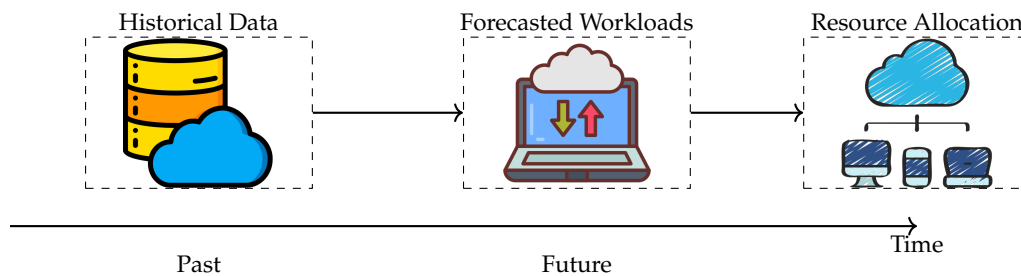 Historical Data
Forecasted Workloads
Resource Allocation
Time
Past
Future